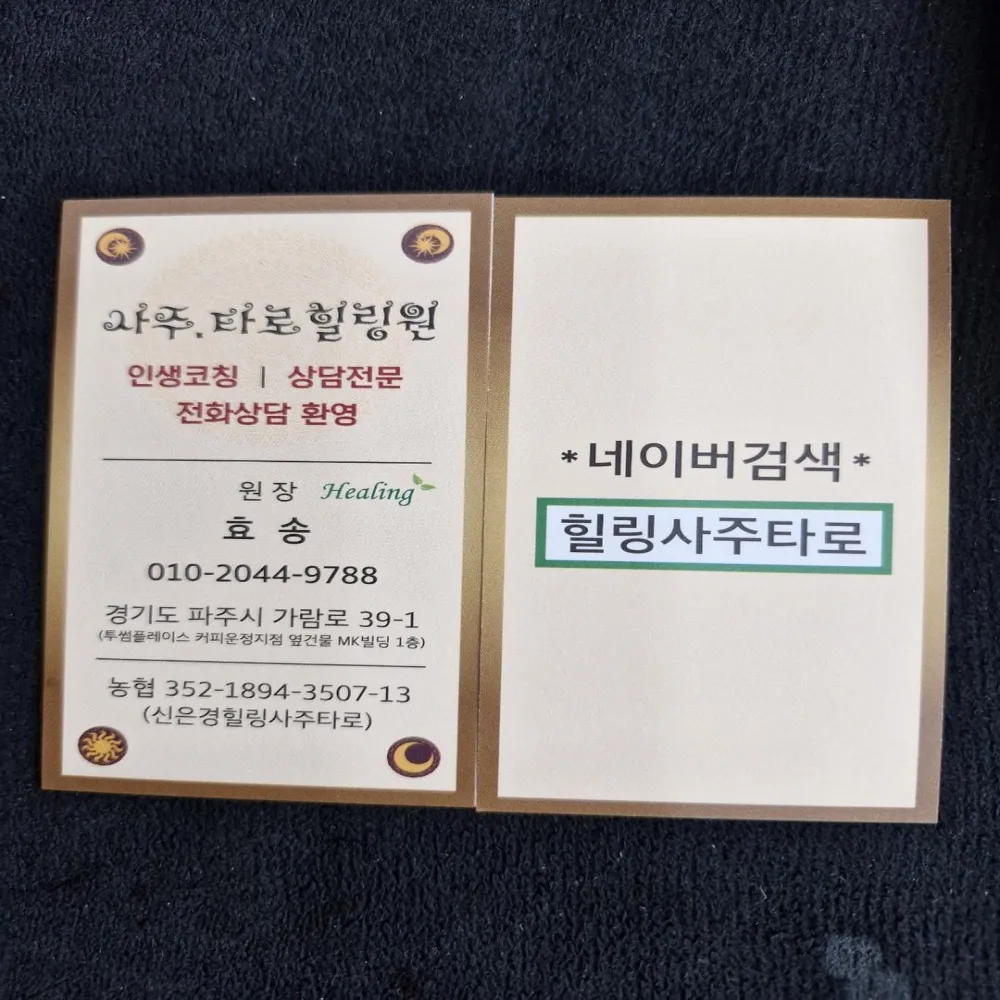 사주.타로힐링원
인생코칭 | 상담전문
전화상담 환영
원장 Healing
효 송
010-2044-9788
경기도 파주시 가람로 39-1
(투썸플레이스 커피운정지점 옆건물 MK빌딩 1층)
농협 352-1894-3507-13
(신은경힐링사주타로)
*네이버검색*
힐링사주타로